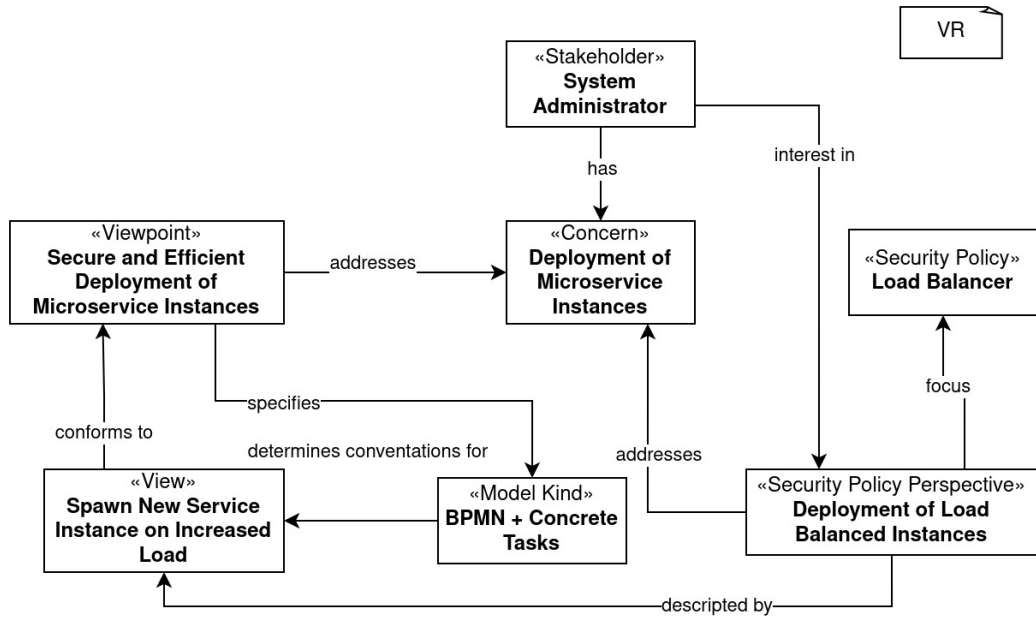 VR
«Stakeholder»
System
Administrator
interest in
has
«Viewpoint»
Secure and Efficient
Deployment of
Microservice Instances
addresses
«Concern»
Deployment of
Microservice
Instances
«Security Policy»
Load Balancer
focus
specifies
conforms to
determines conventations for
addresses
«View»
Spawn New Service
Instance on Increased
Load
«Model Kind»
BPMN + Concrete
Tasks
«Security Policy Perspective»
Deployment of Load
Balanced Instances
descripted by